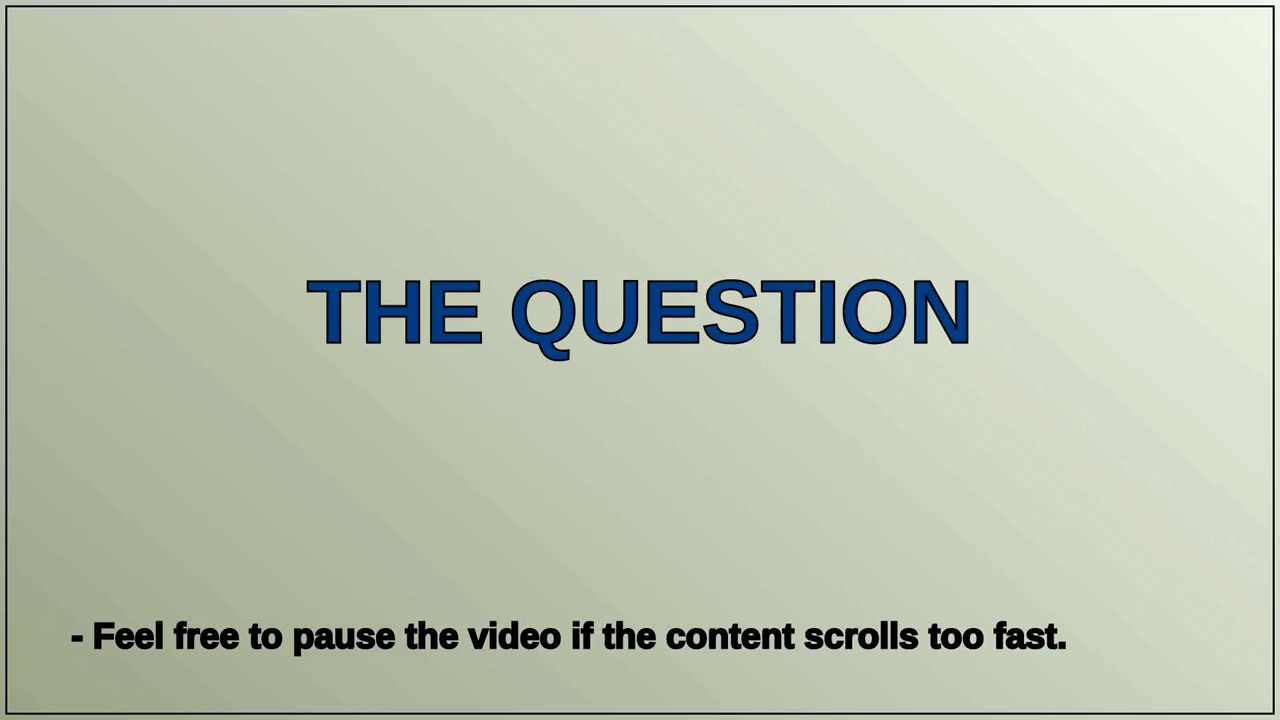 THE QUESTION
- Feel free to pause the video if the content scrolls too fast.